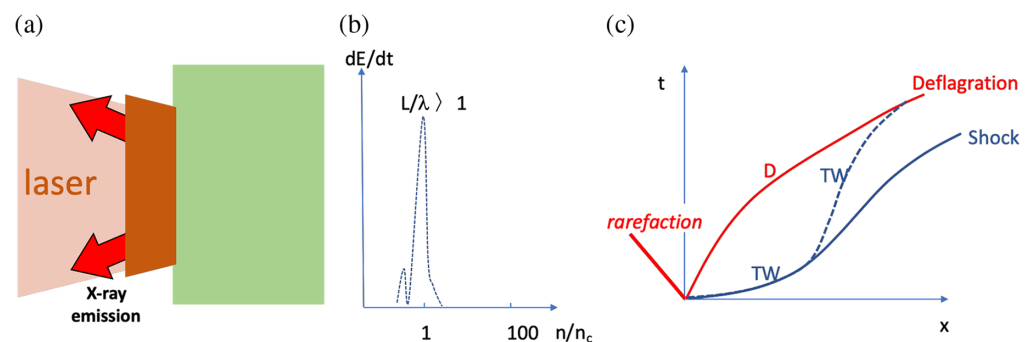 (a)
laser
X-ray
emission
(b)
dE/dt
L/λ 〉 1
1
100
n/nc
(c)
t
Deflagration
Shock
TW
D
rarefaction
TW
x